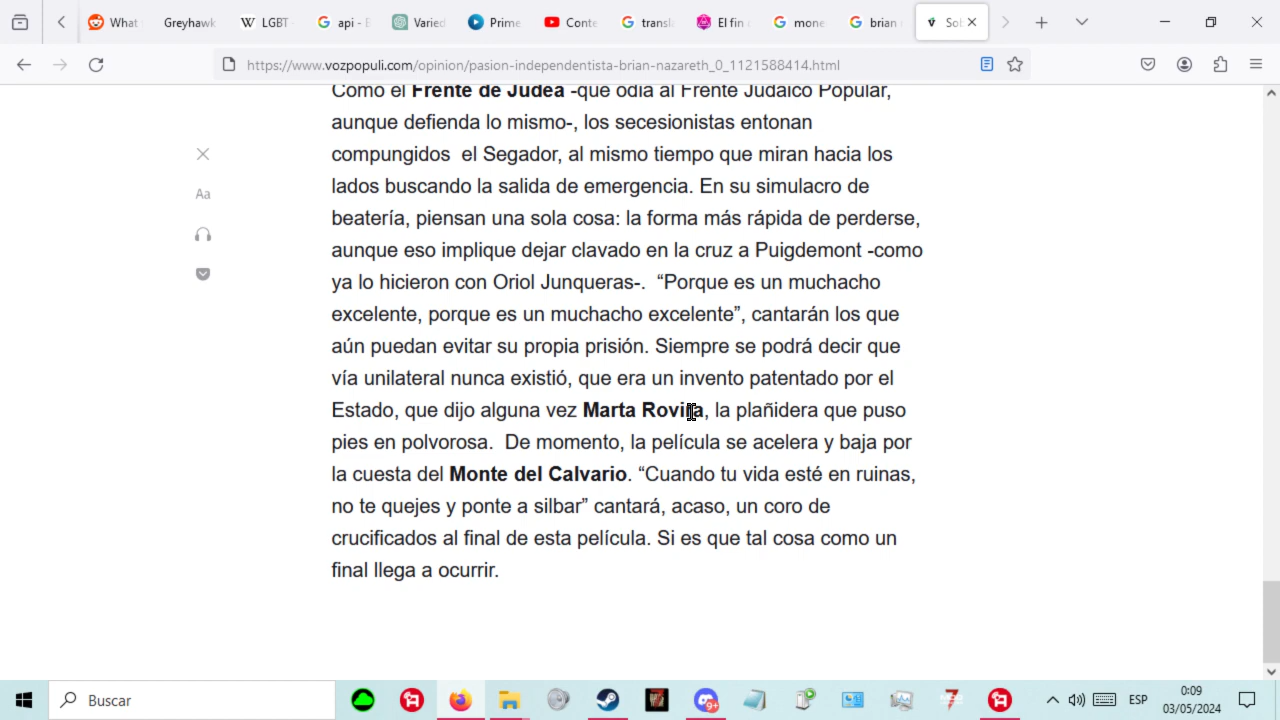 What
Greyhawk
LGBT
api - E
Varied
Prime
Conte
transl
El fin d
mone
brian
Sob
https://www.vozpopuli.com/opinion/pasion-independentista-brian-nazareth_0_1121588414.html
Como el Frente de Judea -que odia al Frente Judaico Popular,
aunque defienda lo mismo-, los secesionistas entonan
compungidos  el Segador, al mismo tiempo que miran hacia los
lados buscando la salida de emergencia. En su simulacro de
beatería, piensan una sola cosa: la forma más rápida de perderse,
aunque eso implique dejar clavado en la cruz a Puigdemont -como
ya lo hicieron con Oriol Junqueras-.  “Porque es un muchacho
excelente, porque es un muchacho excelente”, cantarán los que
aún puedan evitar su propia prisión. Siempre se podrá decir que
vía unilateral nunca existió, que era un invento patentado por el
Estado, que dijo alguna vez Marta Rovira, la plañidera que puso
pies en polvorosa.  De momento, la película se acelera y baja por
la cuesta del Monte del Calvario. “Cuando tu vida esté en ruinas,
no te quejes y ponte a silbar” cantará, acaso, un coro de
crucificados al final de esta película. Si es que tal cosa como un
final llega a ocurrir.
Aa
Buscar
9+
ESP
0:09
03/05/2024